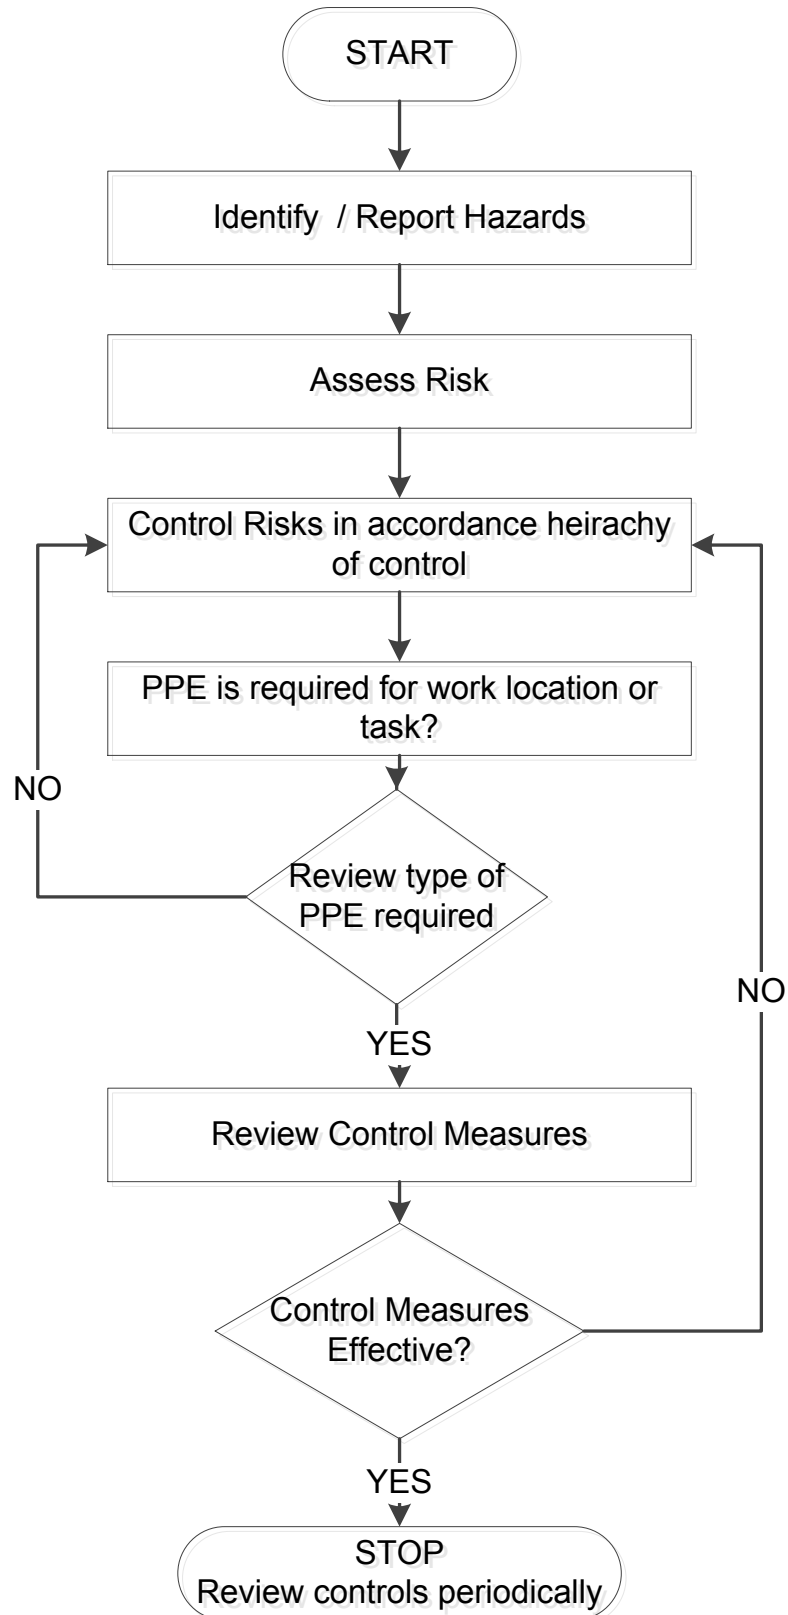 START
Identify / Report Hazards
Assess Risk
Control Risks in accordance heirachy
of control
PPE is required for work location or
task?
NO
Review type of
PPE required
NO
YES
Review Control Measures
Control Measures
Effective?
YES
STOP
Review controls periodically